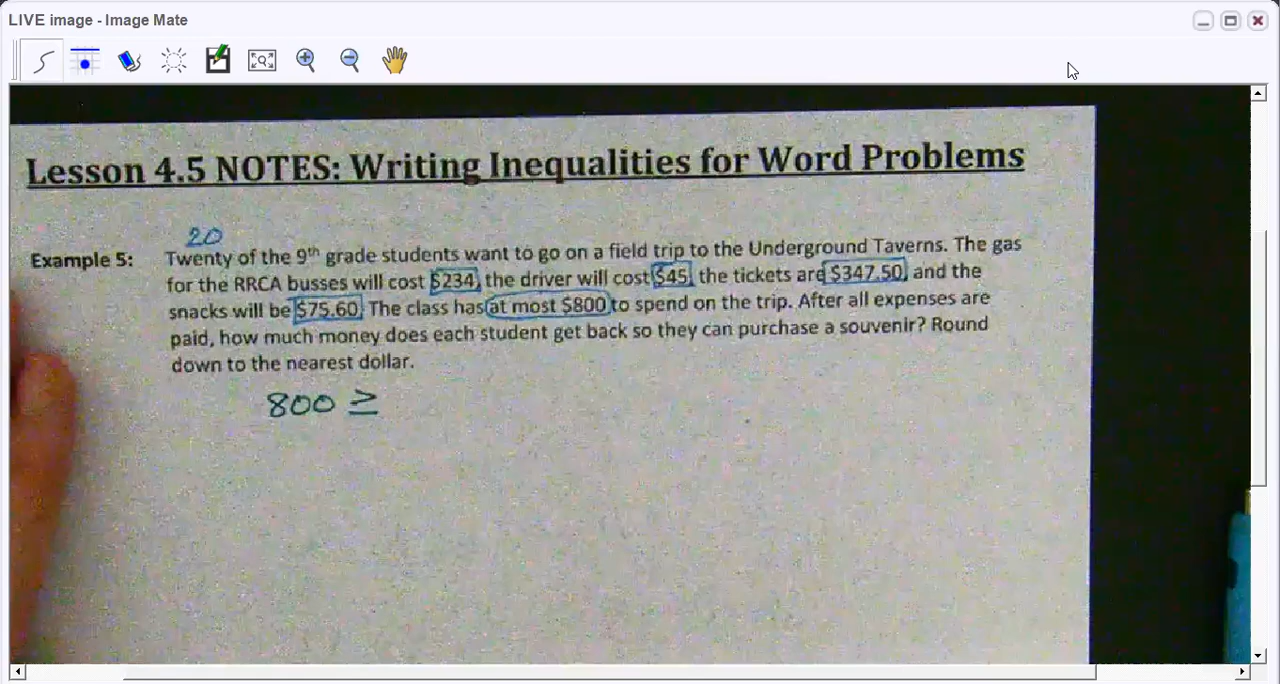 LIVE image - Image Mate
Lesson 4.5 NOTES: Writing Inequalities for Word Problems
20
Example 5: Twenty of the 9th grade students want to go on a field trip to the Underground Taverns. The gas
for the RRCA busses will cost $234, the driver will cost $45, the tickets are $347.50, and the
snacks will be $75.60. The class has at most $800 to spend on the trip. After all expenses are
paid, how much money does each student get back so they can purchase a souvenir? Round
down to the nearest dollar.
800 ≥